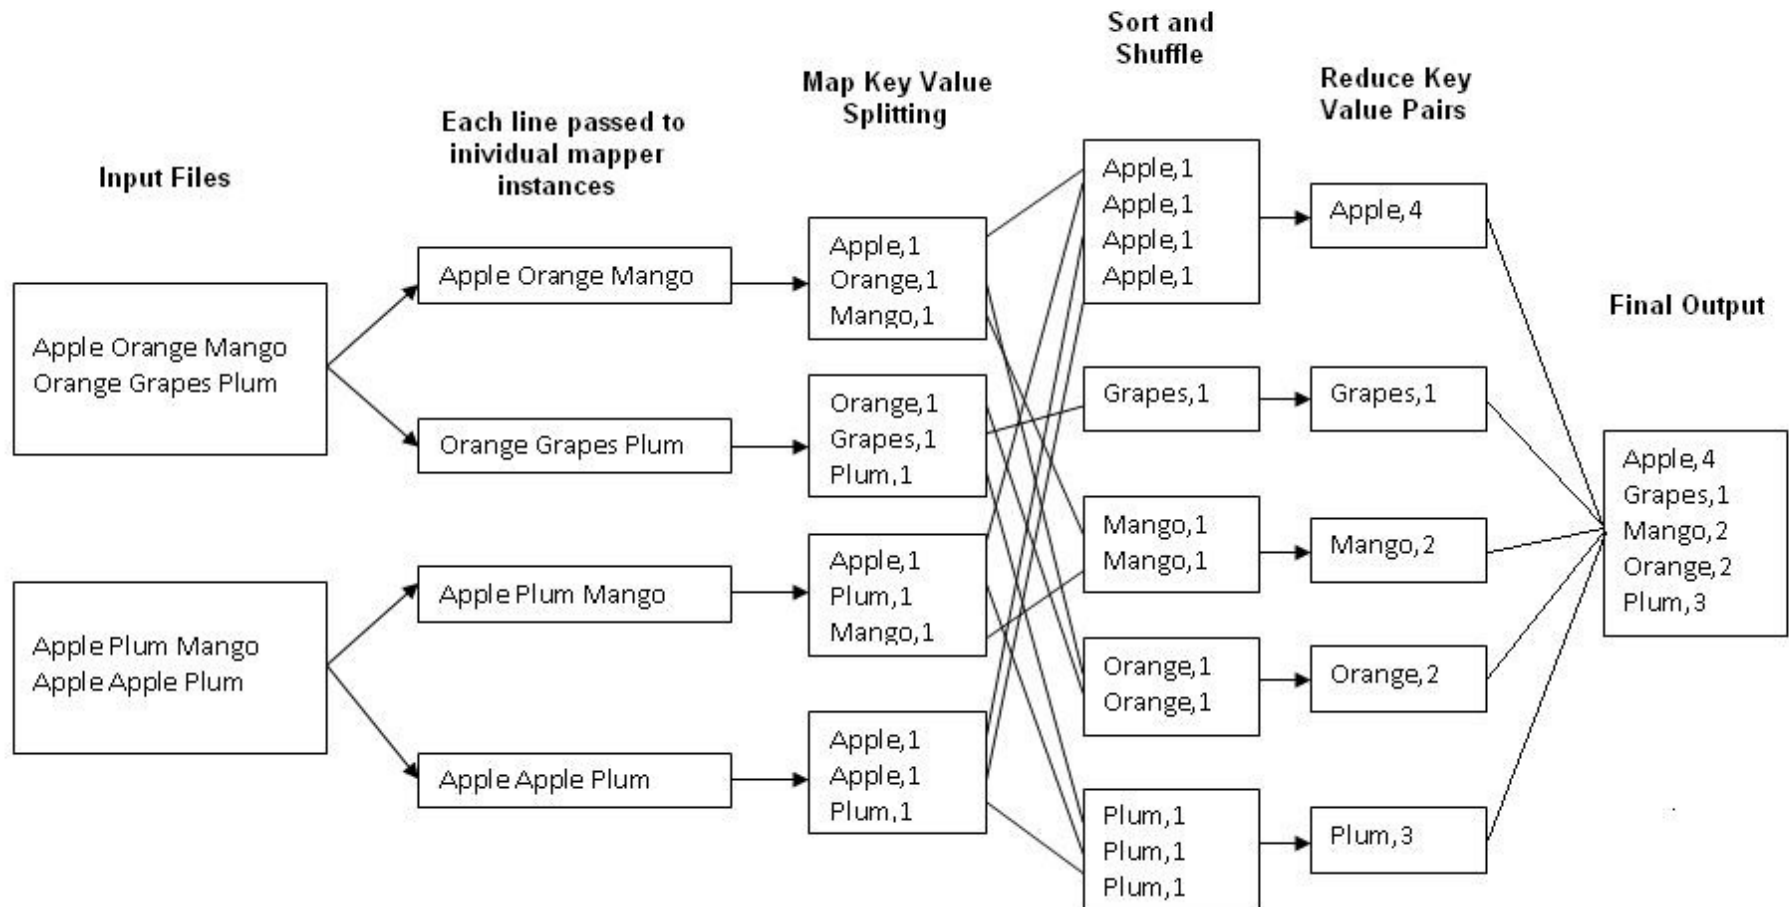 Input Files
Apple Orange Mango
Orange Grapes Plum
Apple Plum Mango
Apple Apple Plum
Each line passed to
inividual mapper
instances
Apple Orange Mango
Orange Grapes Plum
Apple Plum Mango
Apple Apple Plum
Map Key Value
Splitting
Apple,1
Orange,1
Mango,1
Orange,1
Grapes,1
Plum,1
Apple,1
Plum,1
Mango,1
Apple,1
Apple,1
Plum,1
Sort and
Shuffle
Apple,1
Apple,1
Apple,1
Apple,1
Grapes,1
Mango,1
Mango,1
Orange,1
Orange,1
Plum,1
Plum,1
Plum,1
Reduce Key
Value Pairs
Apple,4
Grapes,1
Mango,2
Orange,2
Plum,3
Final Output
Apple,4
Grapes,1
Mango,2
Orange,2
Plum,3